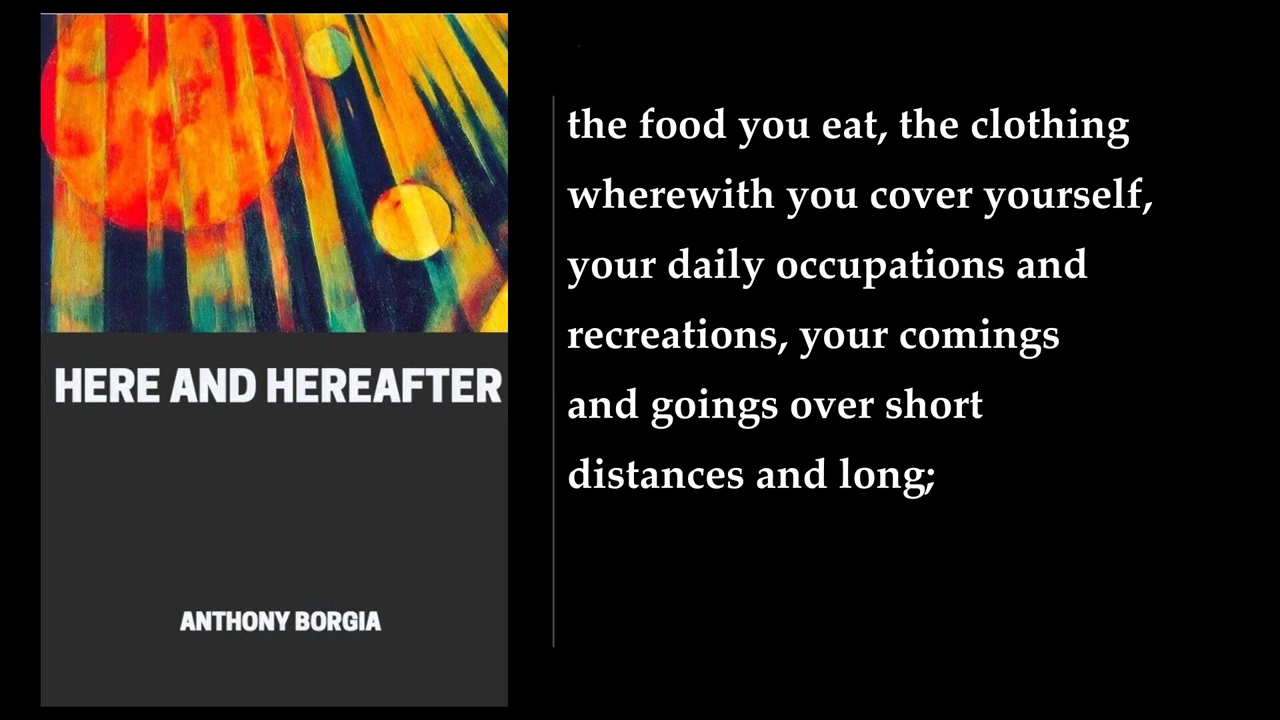 HERE AND HEREAFTER
ANTHONY BORGIA
the food you eat, the clothing
wherewith you cover yourself,
your daily occupations and
recreations, your comings
and goings over short
distances and long;